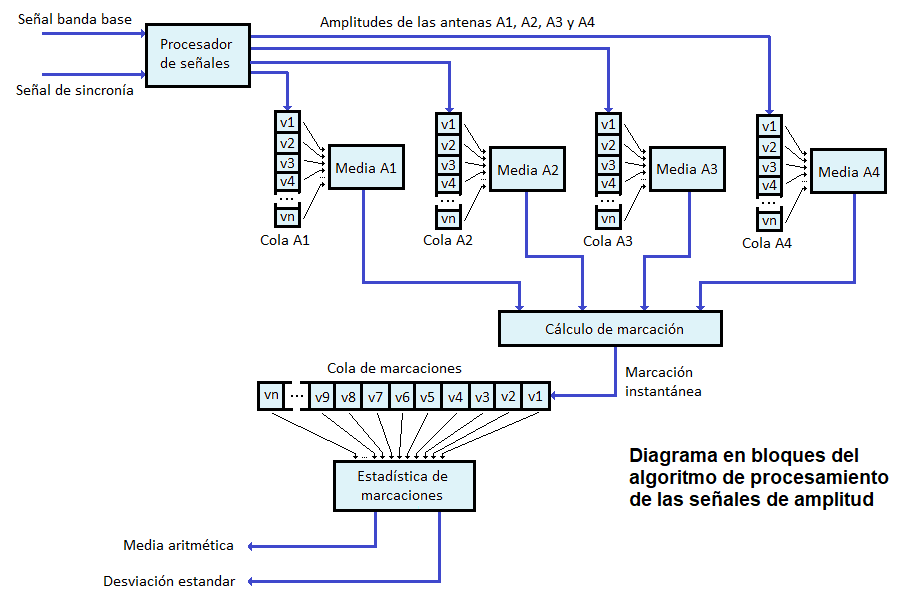 Señal banda base
Amplitudes de las antenas A1, A2, A3 y A4
Procesador
de señales
Señal de sincronía
v1
v2
v3
v4
...
vn
Media A1
Cola A1
v1
v2
v3
v4
...
vn
Media A2
Cola A2
v1
v2
v3
v4
...
vn
Media A3
Cola A3
v1
v2
v3
v4
...
vn
Media A4
Cola A4
Cálculo de marcación
Cola de marcaciones
Marcación
instantánea
vn ... v9 v8 v7 v6 v5 v4 v3 v2 v1
Estadística de
marcaciones
Diagrama en bloques del
algoritmo de procesamiento
de las señales de amplitud
Media aritmética
Desviación estandar